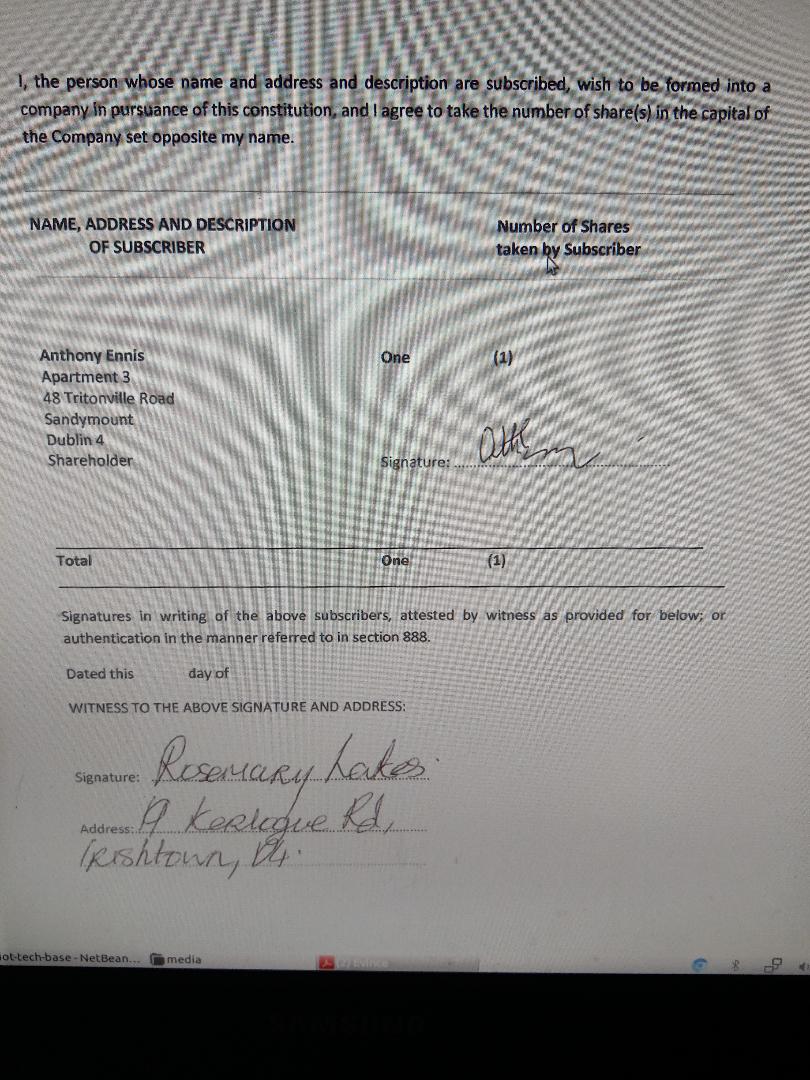 I, the person whose name and address and description are subscribed, wish to be formed into a
company in pursuance of this constitution, and I agree to take the number of share(s) in the capital of
the Company set opposite my name.
NAME, ADDRESS AND DESCRIPTION
OF SUBSCRIBER
Number of Shares
taken by Subscriber
Anthony Ennis
Apartment 3
48 Tritonville Road
Sandymount
Dublin 4
Shareholder
One (1)
Signature:
Total One (1)
Signatures in writing of the above subscribers, attested by witness as provided for below; or
authentication in the manner referred to in section 888.
Dated this day of
WITNESS TO THE ABOVE SIGNATURE AND ADDRESS:
Signature: Rosemary
Address: Kerlogue Rd,
Irishtown, D4.
ot-tech-base - NetBean... media
SAMSUNG